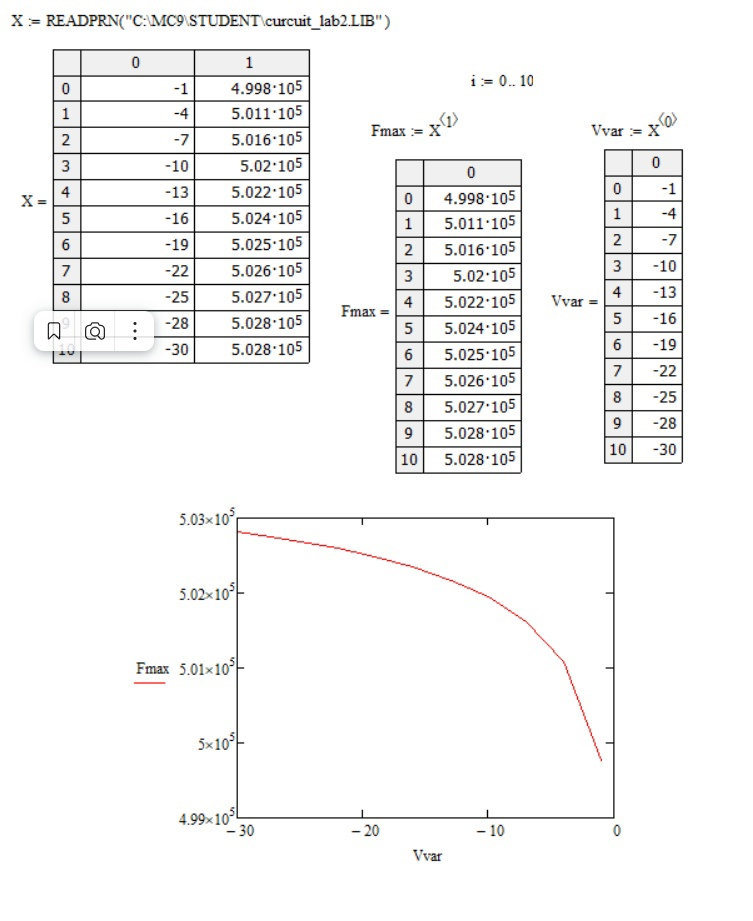 X := READPRN("C:\MC9\STUDENT\curcuit_lab2.LIB")
0 1
0 -1 4.998·10^5
1 -4 5.011·10^5
2 -7 5.016·10^5
3 -10 5.02·10^5
X = 4 -13 5.022·10^5
5 -16 5.024·10^5
6 -19 5.025·10^5
7 -22 5.026·10^5
8 -25 5.027·10^5
9 -28 5.028·10^5
10 -30 5.028·10^5
i := 0.. 10
Fmax := X^⟨1⟩
0
0 4.998·10^5
1 5.011·10^5
2 5.016·10^5
3 5.02·10^5
Fmax = 4 5.022·10^5
5 5.024·10^5
6 5.025·10^5
7 5.026·10^5
8 5.027·10^5
9 5.028·10^5
10 5.028·10^5
Vvar := X^⟨0⟩
0
0 -1
1 -4
2 -7
3 -10
Vvar = 4 -13
5 -16
6 -19
7 -22
8 -25
9 -28
10 -30
5.03×10^5
5.02×10^5
Fmax 5.01×10^5
5×10^5
4.99×10^5
−30 −20 −10 0
Vvar